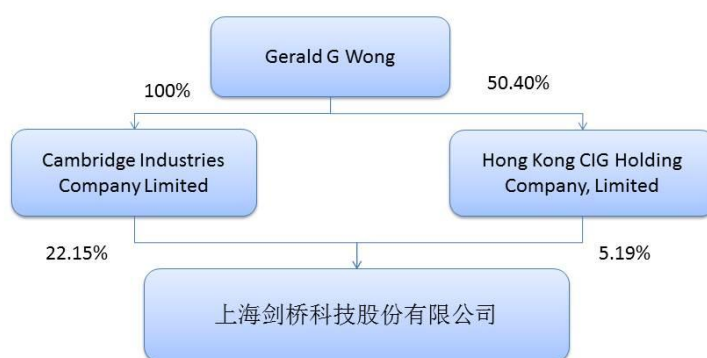 Gerald G Wong
100%
50.40%
Cambridge Industries
Company Limited
Hong Kong CIG Holding
Company, Limited
22.15%
5.19%
上海剑桥科技股份有限公司